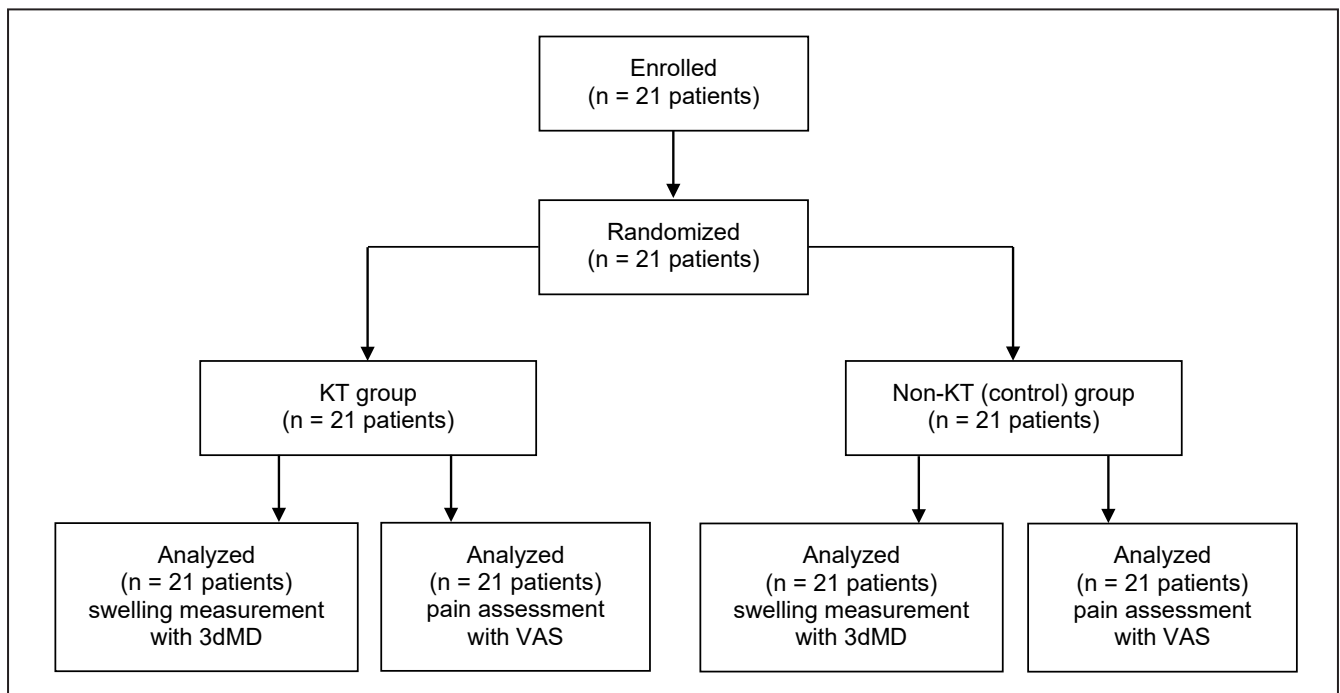 Enrolled
(n = 21 patients)
Randomized
(n = 21 patients)
KT group
(n = 21 patients)
Non-KT (control) group
(n = 21 patients)
Analyzed
(n = 21 patients)
swelling measurement
with 3dMD
Analyzed
(n = 21 patients)
pain assessment
with VAS
Analyzed
(n = 21 patients)
swelling measurement
with 3dMD
Analyzed
(n = 21 patients)
pain assessment
with VAS